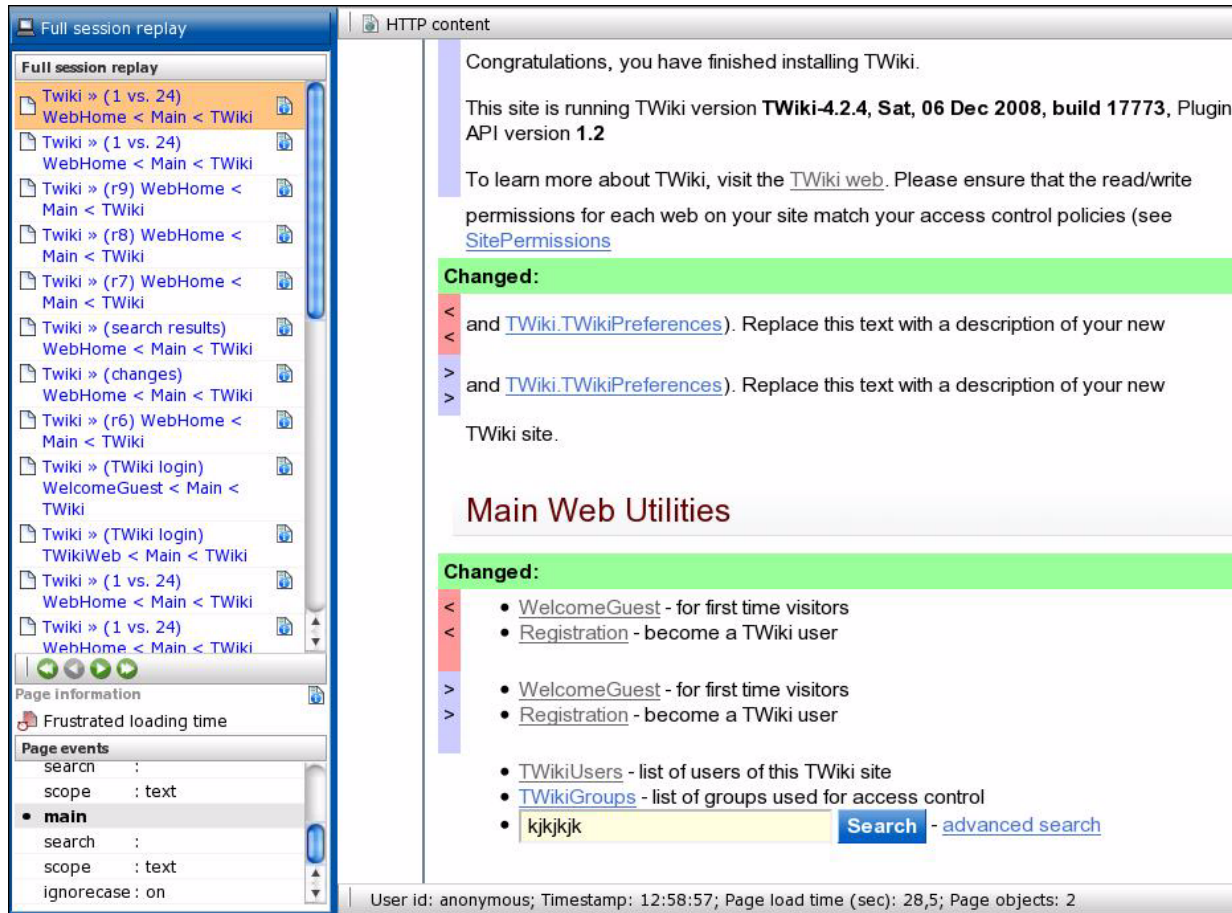 Full session replay
Full session replay
Twiki » (1 vs. 24)
WebHome < Main < TWiki
Twiki » (1 vs. 24)
WebHome < Main < TWiki
Twiki » (r9) WebHome <
Main < TWiki
Twiki » (r8) WebHome <
Main < TWiki
Twiki » (r7) WebHome <
Main < TWiki
Twiki » (search results)
WebHome < Main < TWiki
Twiki » (changes)
WebHome < Main < TWiki
Twiki » (r6) WebHome <
Main < TWiki
Twiki » (TWiki login)
WelcomeGuest < Main <
TWiki
Twiki » (TWiki login)
TWikiWeb < Main < TWiki
Twiki » (1 vs. 24)
WebHome < Main < TWiki
Twiki » (1 vs. 24)
WebHome < Main < TWiki
Page information
Frustrated loading time
Page events
search :
scope : text
• main
search :
scope : text
ignorecase : on
HTTP content
Congratulations, you have finished installing TWiki.
This site is running TWiki version TWiki-4.2.4, Sat, 06 Dec 2008, build 17773, Plugin
API version 1.2
To learn more about TWiki, visit the TWiki web. Please ensure that the read/write
permissions for each web on your site match your access control policies (see
SitePermissions
Changed:
<
< and TWiki.TWikiPreferences). Replace this text with a description of your new
>
> and TWiki.TWikiPreferences). Replace this text with a description of your new
TWiki site.
Main Web Utilities
Changed:
< • WelcomeGuest - for first time visitors
< • Registration - become a TWiki user
> • WelcomeGuest - for first time visitors
> • Registration - become a TWiki user
• TWikiUsers - list of users of this TWiki site
• TWikiGroups - list of groups used for access control
• kjkjkjk Search - advanced search
User id: anonymous; Timestamp: 12:58:57; Page load time (sec): 28,5; Page objects: 2